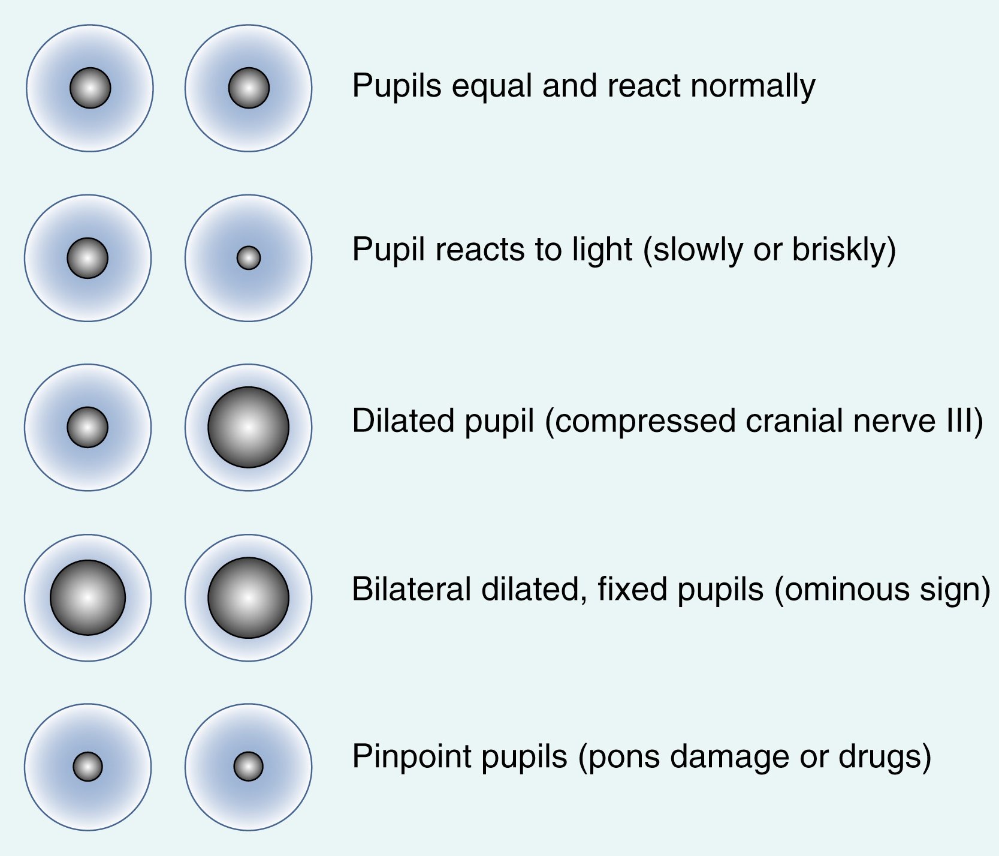 Pupils equal and react normally
Pupil reacts to light (slowly or briskly)
Dilated pupil (compressed cranial nerve III)
Bilateral dilated, fixed pupils (ominous sign)
Pinpoint pupils (pons damage or drugs)